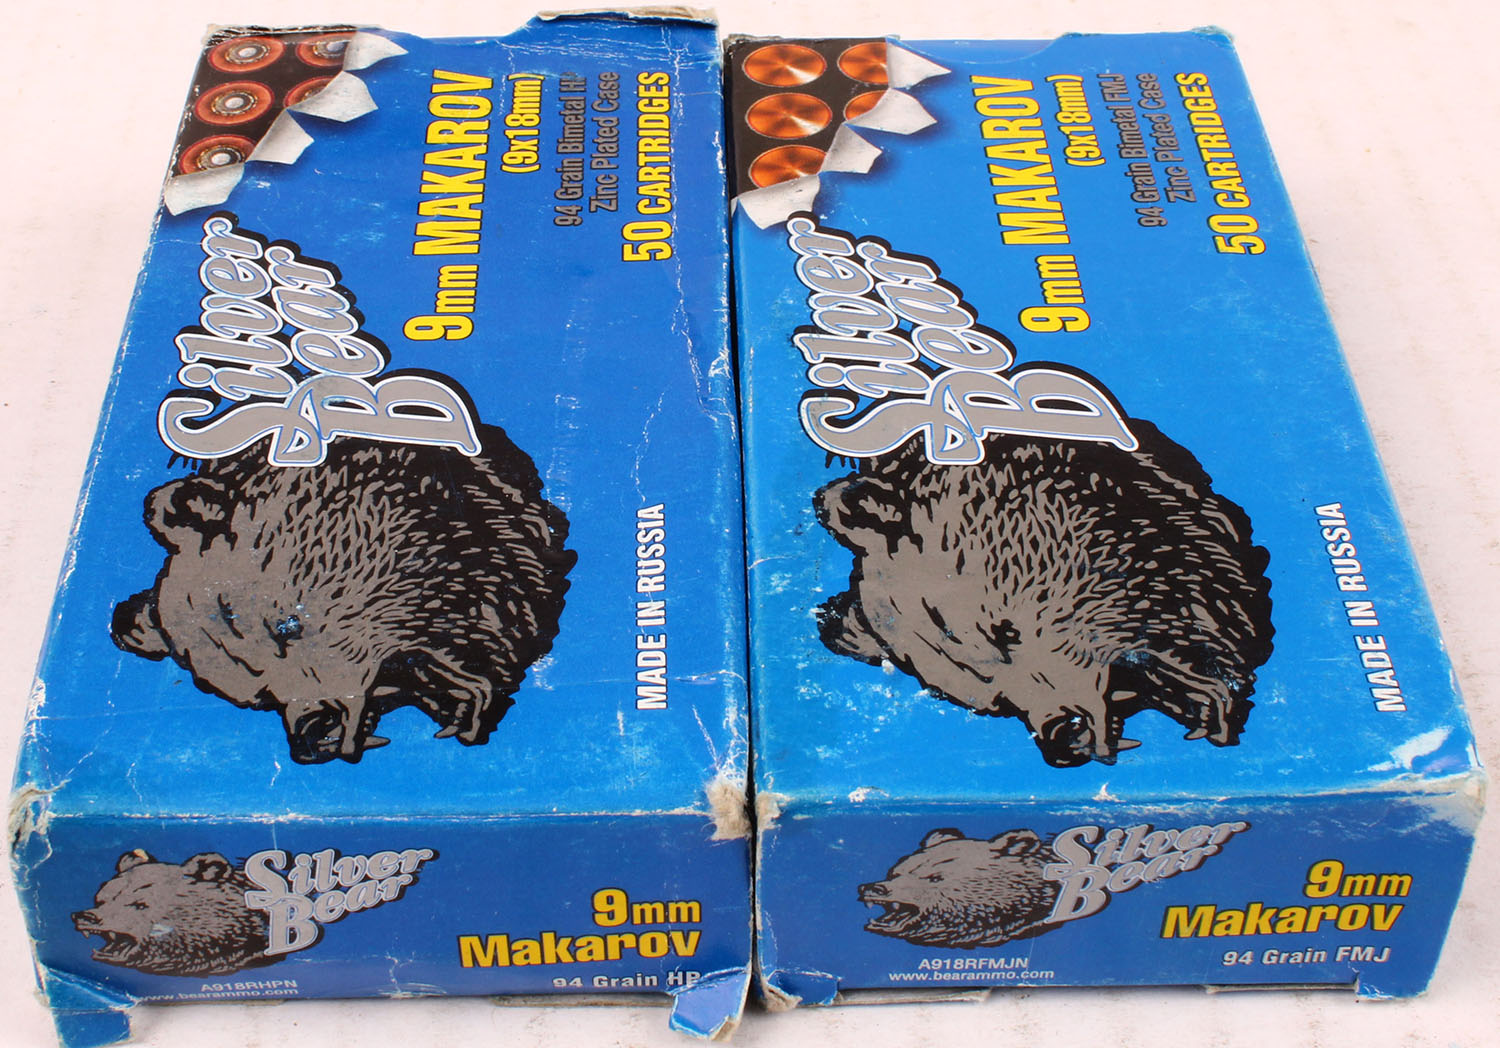 Silver
Bear
9mm MAKAROV
(9x18mm)
94 Grain Bimetal HP
Zinc Plated Case
50 CARTRIDGES
MADE IN RUSSIA
Silver
Bear
9mm
Makarov
94 Grain HP
A918RHPN
www.bearammo.com
Silver
Bear
9mm MAKAROV
(9x18mm)
94 Grain Bimetal FMJ
Zinc Plated Case
50 CARTRIDGES
MADE IN RUSSIA
Silver
Bear
9mm
Makarov
94 Grain FMJ
A918RFMJN
www.bearammo.com